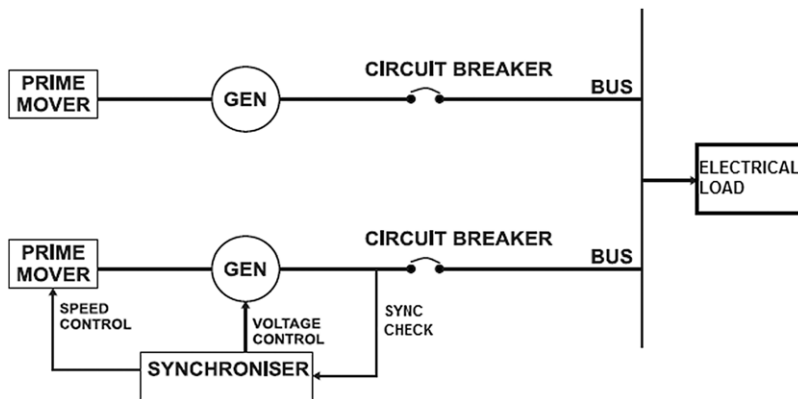 PRIME
MOVER
GEN
CIRCUIT BREAKER
BUS
ELECTRICAL
LOAD
PRIME
MOVER
GEN
CIRCUIT BREAKER
BUS
SPEED
CONTROL
VOLTAGE
CONTROL
SYNC
CHECK
SYNCHRONISER